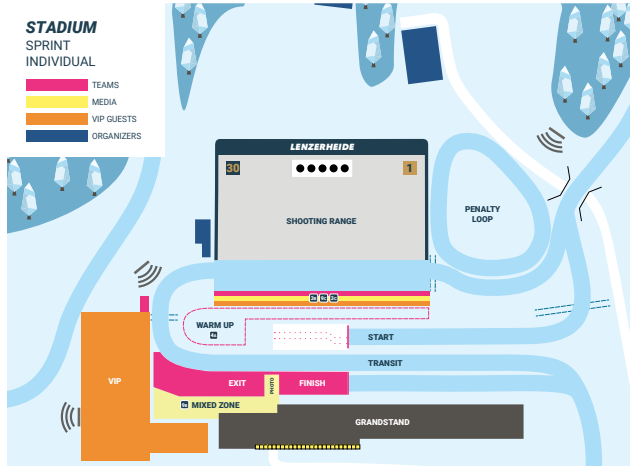 STADIUM
SPRINT
INDIVIDUAL
TEAMS
MEDIA
VIP GUESTS
ORGANIZERS
LENZERHEIDE
30
1
SHOOTING RANGE
PENALTY
LOOP
WARM UP
START
TRANSIT
VIP
EXIT
PHOTO
FINISH
MIXED ZONE
GRANDSTAND